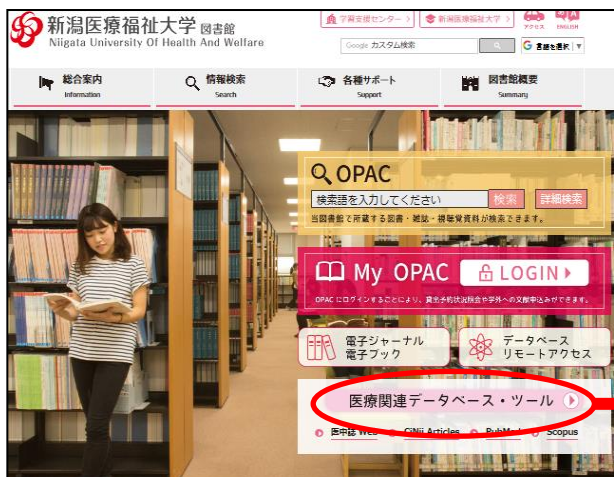 新潟医療福祉大学 図書館
Niigata University Of Health And Welfare
学習支援センター >
新潟医療福祉大学 >
アクセス
ENGLISH
Google カスタム検索
G 言語を選択 | ▼
総合案内
Information
情報検索
Search
各種サポート
Support
図書館概要
Summary
OPAC
検索語を入力してください
検索
詳細検索
当図書館で所蔵する図書・雑誌・視聴覚資料が検索できます。
My OPAC
LOGIN
OPAC にログインすることにより、貸出予約状況照会や学外への文献申込みができます。
電子ジャーナル
電子ブック
データベース
リモートアクセス
医療関連データベース・ツール
医中誌 Web
CiNii Articles
PubMed
Scopus